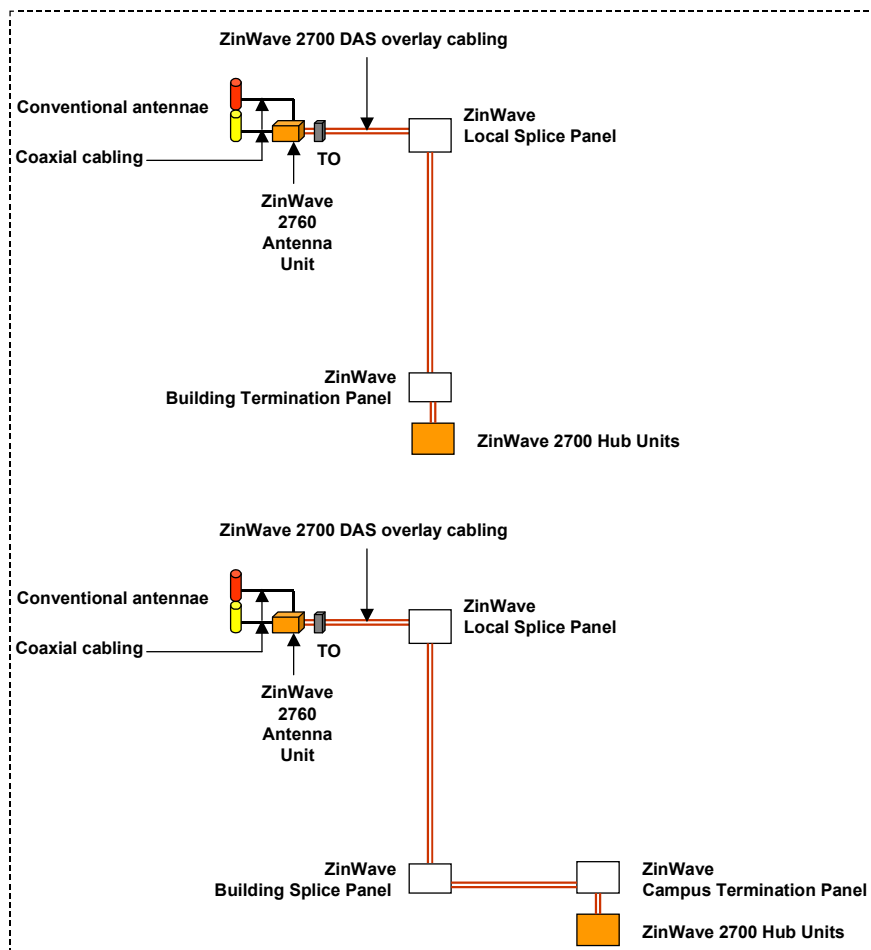 ZinWave 2700 DAS overlay cabling
Conventional antennae
Coaxial cabling
TO
ZinWave
Local Splice Panel
ZinWave
2760
Antenna
Unit
ZinWave
Building Termination Panel
ZinWave 2700 Hub Units
ZinWave 2700 DAS overlay cabling
Conventional antennae
Coaxial cabling
TO
ZinWave
Local Splice Panel
ZinWave
2760
Antenna
Unit
ZinWave
Building Splice Panel
ZinWave
Campus Termination Panel
ZinWave 2700 Hub Units